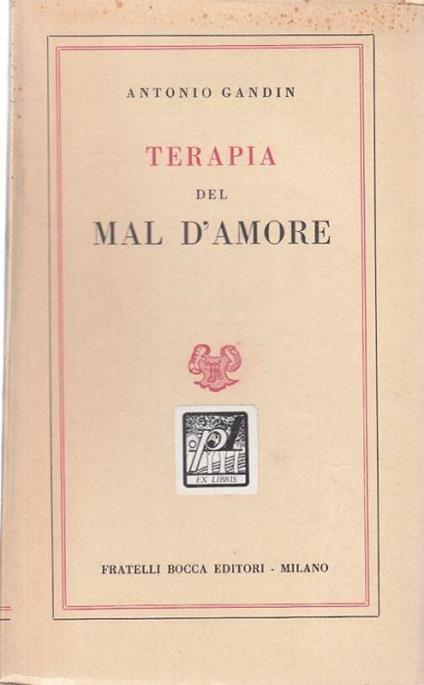 ANTONIO GANDIN
TERAPIA
DEL
MAL D'AMORE
EX LIBRIS
FRATELLI BOCCA EDITORI - MILANO